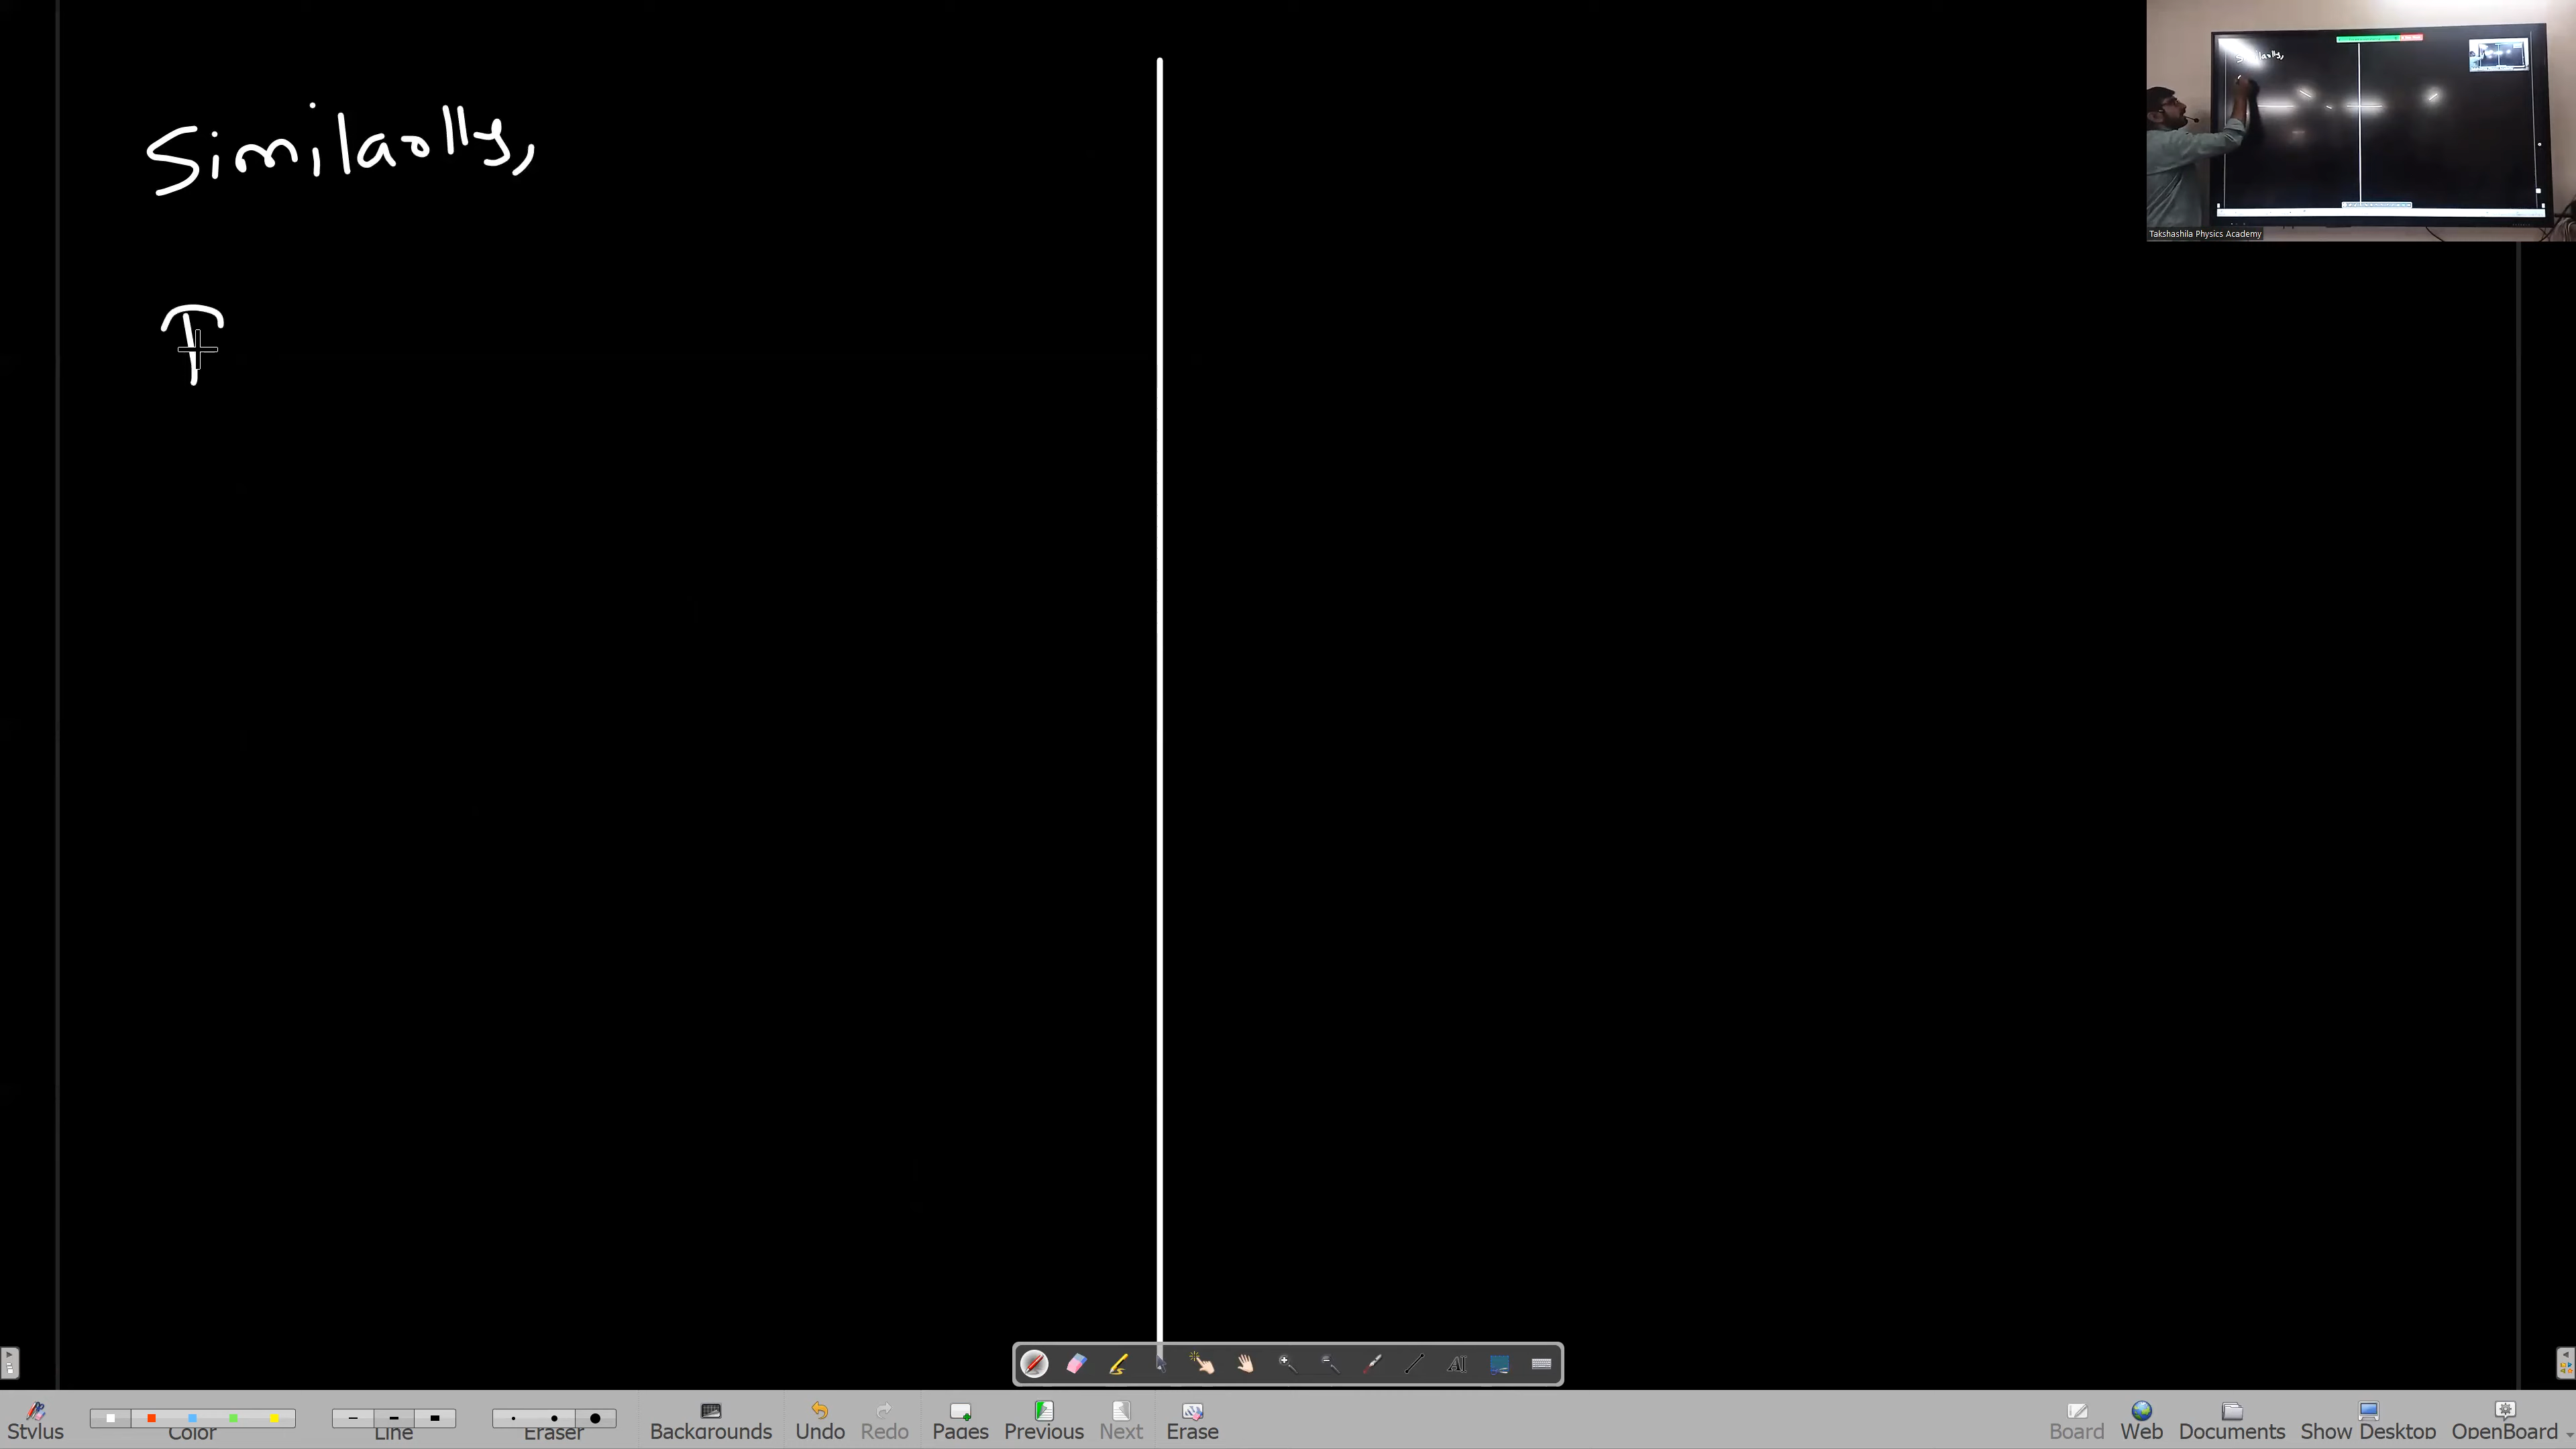 Similarly,
Takshashila Physics Academy
Stylus Color Line Eraser Backgrounds Undo Redo Pages Previous Next Erase Board Web Documents Show Desktop OpenBoard